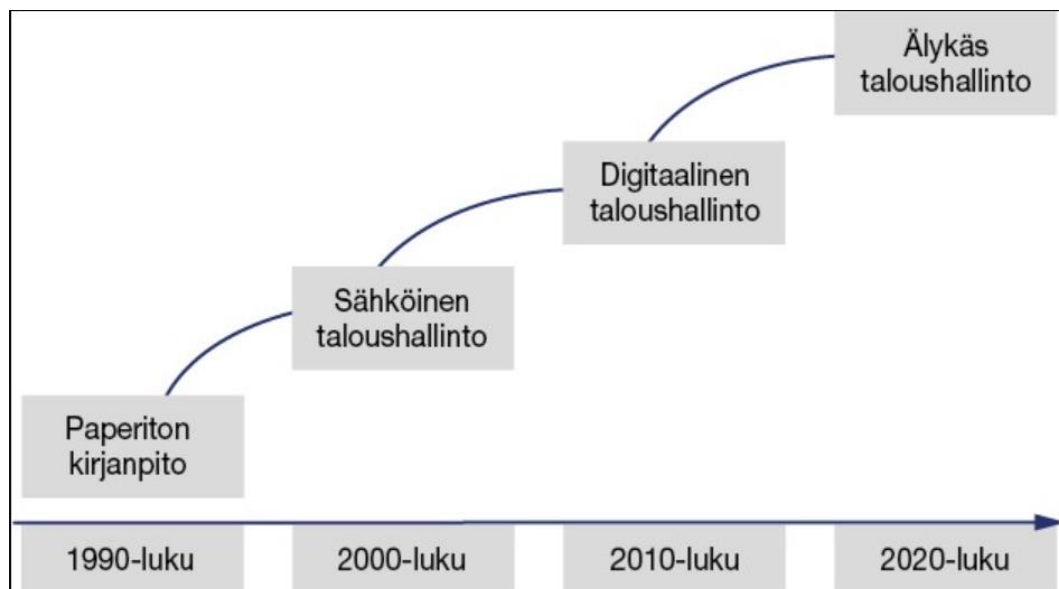 Älykäs
taloushallinto
Digitaalinen
taloushallinto
Sähköinen
taloushallinto
Paperiton
kirjanpito
1990-luku
2000-luku
2010-luku
2020-luku